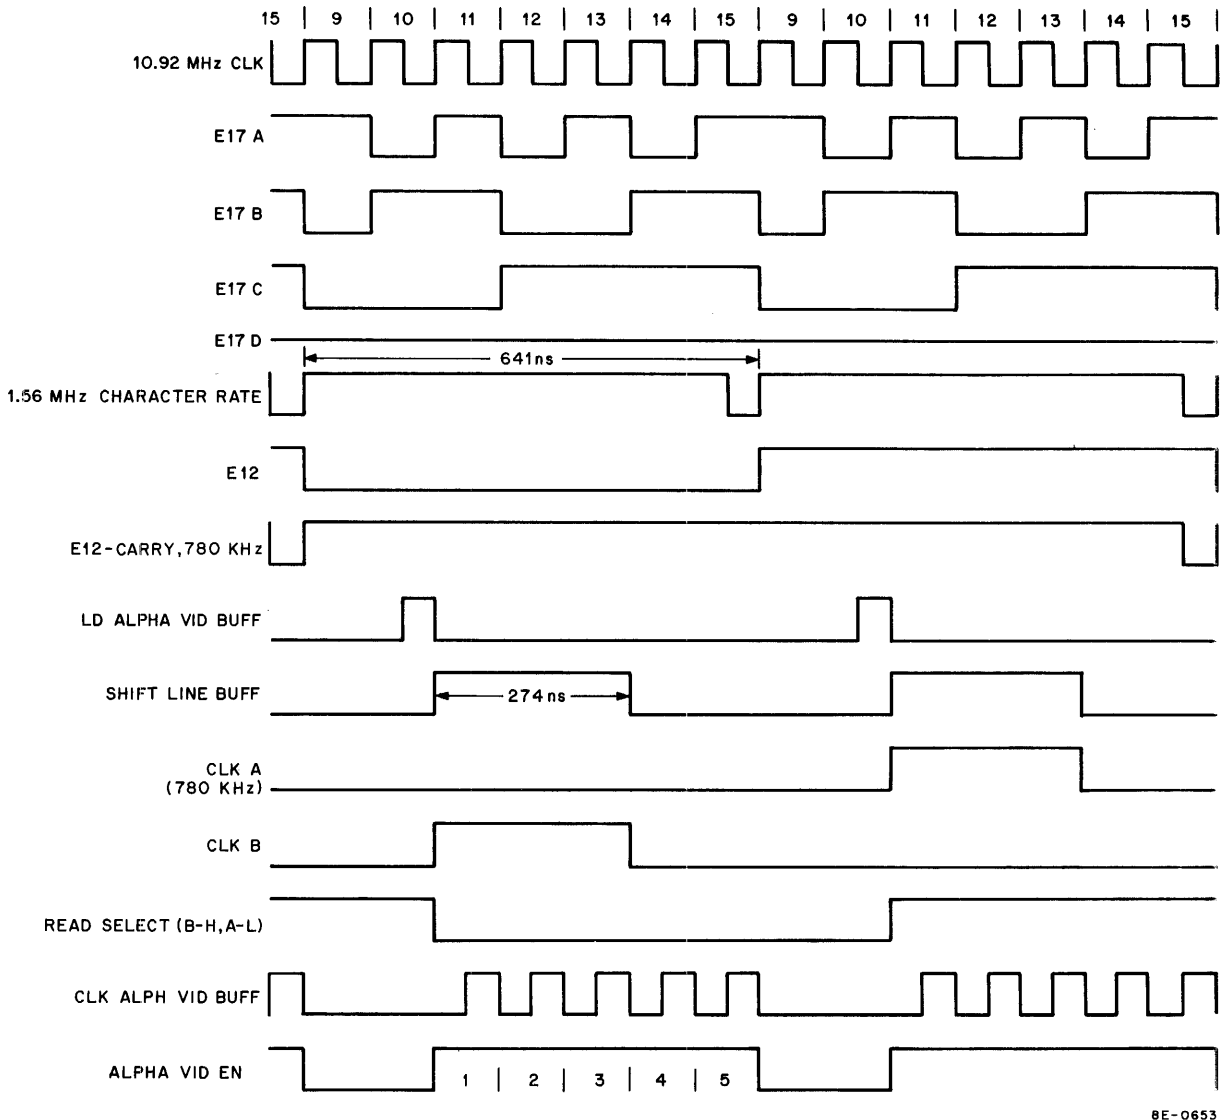 15 | 9 | 10 | 11 | 12 | 13 | 14 | 15 | 9 | 10 | 11 | 12 | 13 | 14 | 15 |
10.92 MHz CLK
E17 A
E17 B
E17 C
E17 D
641ns
1.56 MHz CHARACTER RATE
E12
E12-CARRY,780 KHz
LD ALPHA VID BUFF
SHIFT LINE BUFF
274ns
CLK A
(780 KHz)
CLK B
READ SELECT (B-H,A-L)
CLK ALPH VID BUFF
ALPHA VID EN
1 | 2 | 3 | 4 | 5
8E-0653